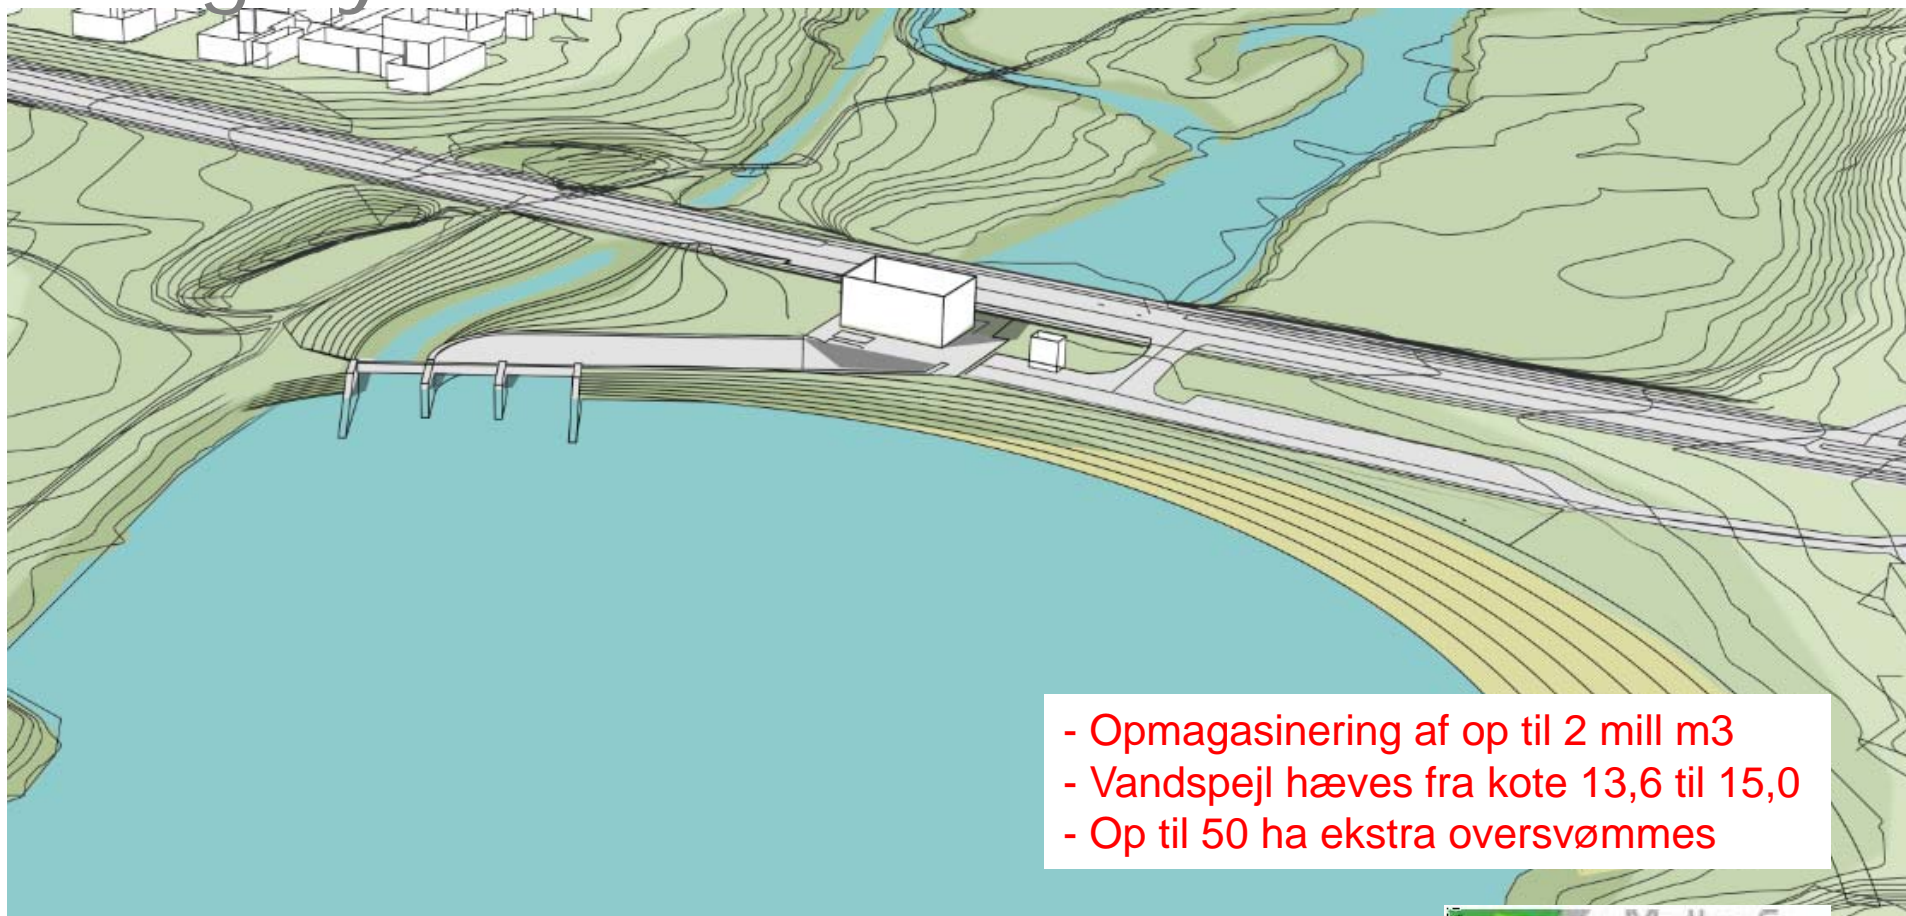 - Opmagasinering af op til 2 mill m3
- Vandspejl hæves fra kote 13,6 til 15,0
- Op til 50 ha ekstra oversvømmes